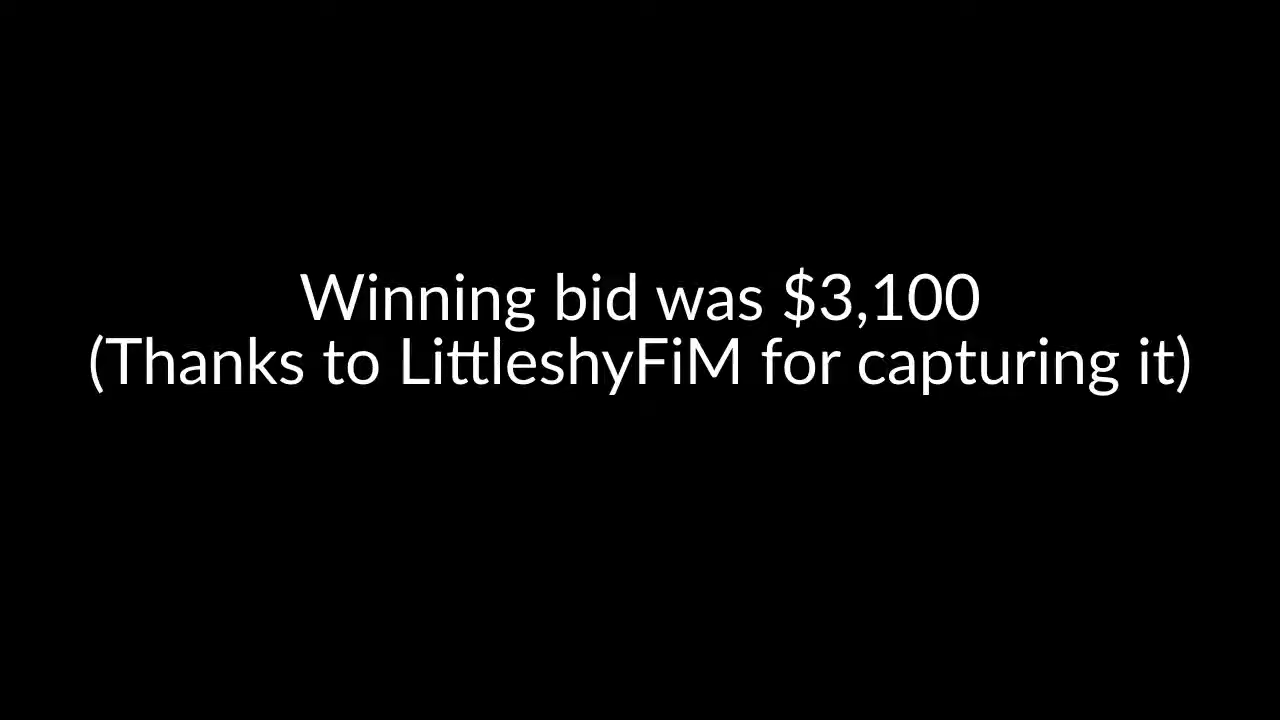 Winning bid was $3,100
(Thanks to LittleshyFiM for capturing it)